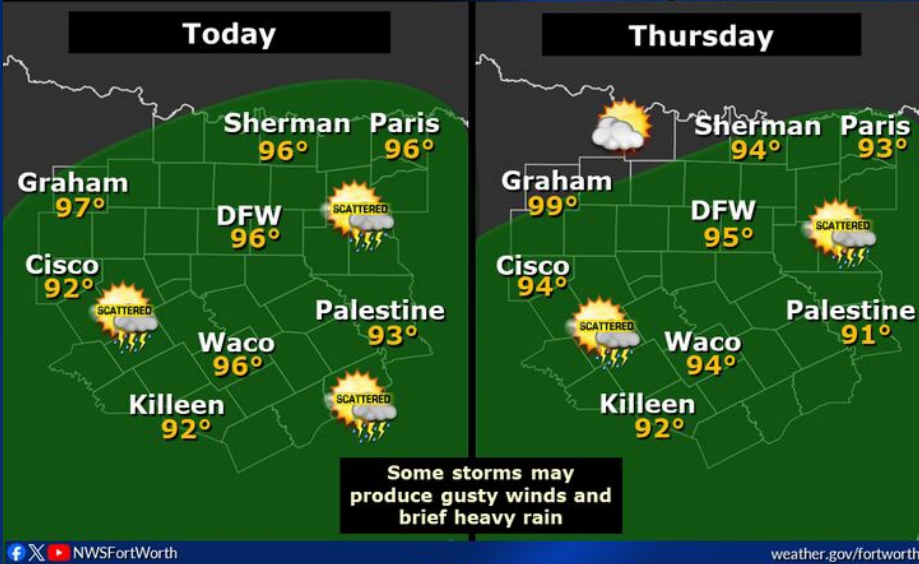 Today
Sherman
96°
Paris
96°
Graham
97°
DFW
96°
SCATTERED
Cisco
92°
SCATTERED
Palestine
93°
Waco
96°
Killeen
92°
SCATTERED
Thursday
Sherman
94°
Paris
93°
Graham
99°
DFW
95°
SCATTERED
Cisco
94°
SCATTERED
Palestine
91°
Waco
94°
Killeen
92°
Some storms may
produce gusty winds and
brief heavy rain
NWSFortWorth
weather.gov/fortworth